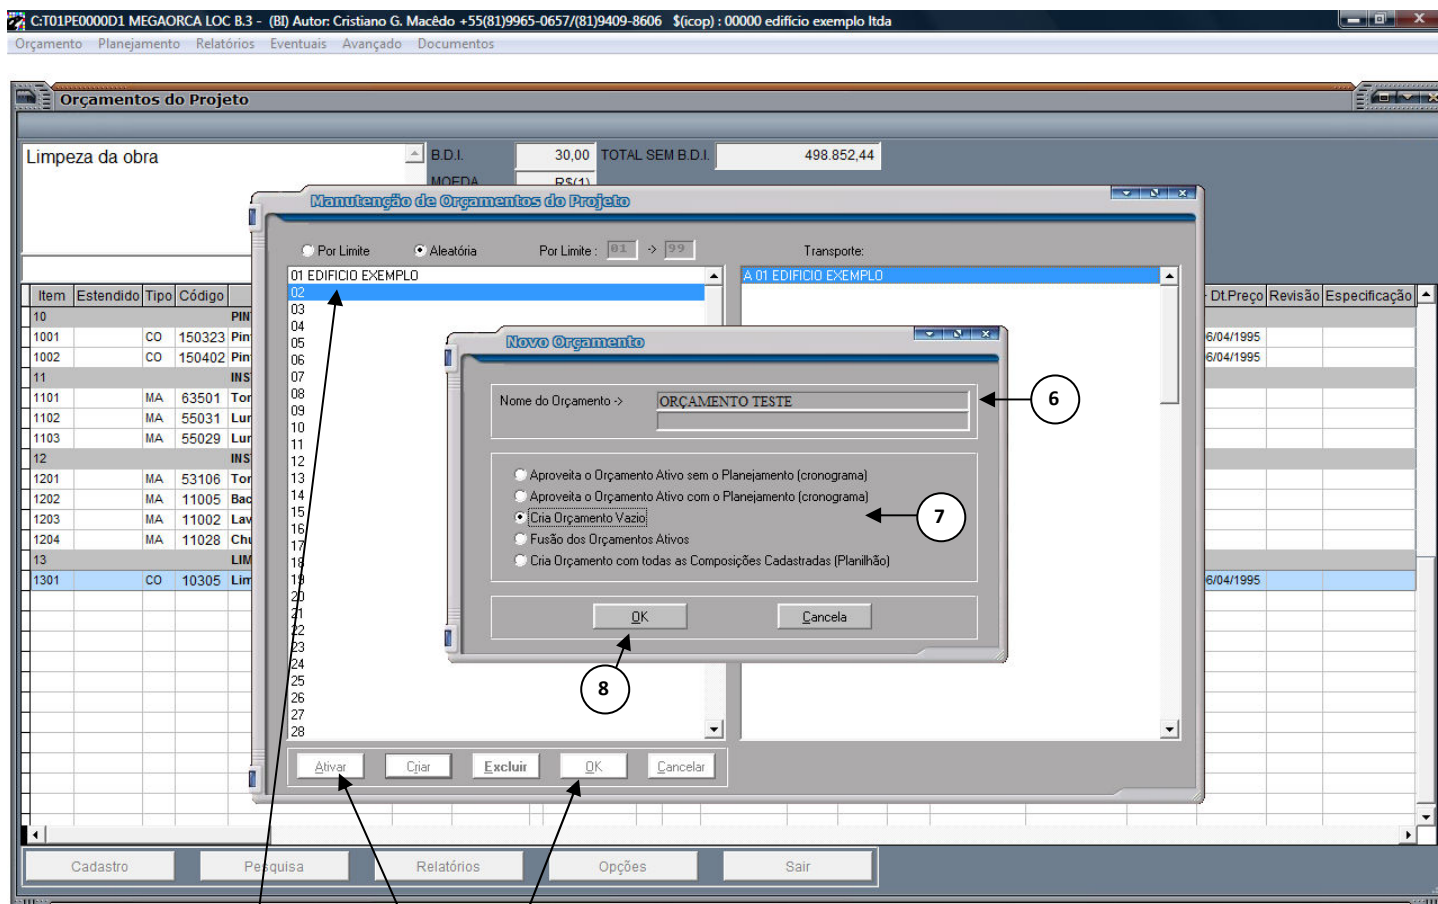 C:T01PE0000D1 MEGAORCA LOC B.3 - (BI) Autor: Cristiano G. Macêdo +55(81)9965-0657/(81)9409-8606 $(icop) : 00000 edifício exemplo ltda
Orçamento Planejamento Relatórios Eventuais Avançado Documentos
Orçamentos do Projeto
Limpeza da obra
B.D.I. 30,00 TOTAL SEM B.D.I. 498.852,44
MOEDA R$(1)
Manutenção de Orçamentos do Projeto
Por Limite Aleatória Por Limite : 01 -> 99 Transporte:
01 EDIFICIO EXEMPLO
02
03
04
05
06
07
08
09
10
11
12
13
14
15
16
17
18
19
20
21
22
23
24
25
26
27
28
A 01 EDIFICIO EXEMPLO
Ativar Criar Excluir OK Cancelar
Novo Orçamento
Nome do Orçamento -> ORÇAMENTO TESTE
6
Aproveita o Orçamento Ativo sem o Planejamento (cronograma)
Aproveita o Orçamento Ativo com o Planejamento (cronograma)
Cria Orçamento Vazio
7
Fusão dos Orçamentos Ativos
Cria Orçamento com todas as Composições Cadastradas (Planilhão)
OK Cancela
8
Item Estendido Tipo Código Dt.Preço Revisão Especificação
10 PIN
1001 CO 150323 Pin 6/04/1995
1002 CO 150402 Pin 6/04/1995
11 INS
1101 MA 63501 Tor
1102 MA 55031 Lur
1103 MA 55029 Lur
12 INS
1201 MA 53106 Tor
1202 MA 11005 Bac
1203 MA 11002 Lav
1204 MA 11028 Chu
13 LIM
1301 CO 10305 Lim 6/04/1995
Cadastro Pesquisa Relatórios Opções Sair